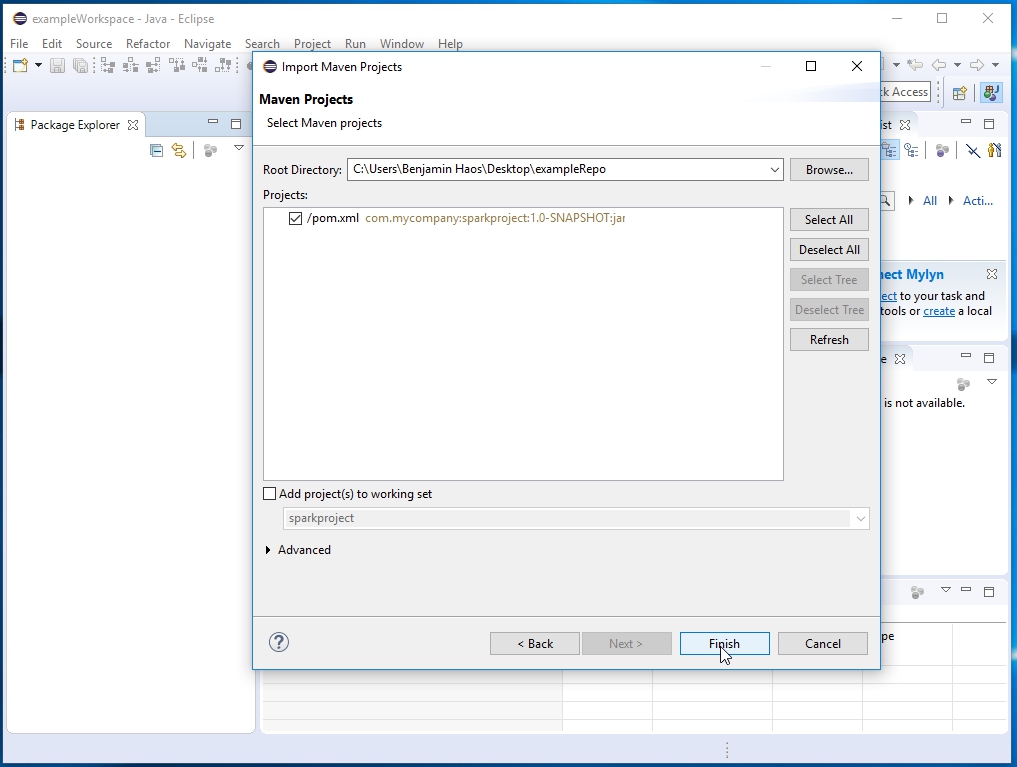 exampleWorkspace - Java - Eclipse
File Edit Source Refactor Navigate Search Project Run Window Help
Import Maven Projects
Maven Projects
Select Maven projects
ck Access
Package Explorer
ist
Root Directory: C:\Users\Benjamin Haos\Desktop\exampleRepo Browse...
Projects:
/pom.xml com.mycompany:sparkproject:1.0-SNAPSHOT:jar
Select All
Deselect All
Select Tree
Deselect Tree
Refresh
All Acti...
nect Mylyn
ect to your task and
tools or create a local
e
is not available.
Add project(s) to working set
sparkproject
Advanced
? < Back Next > Finish Cancel
pe